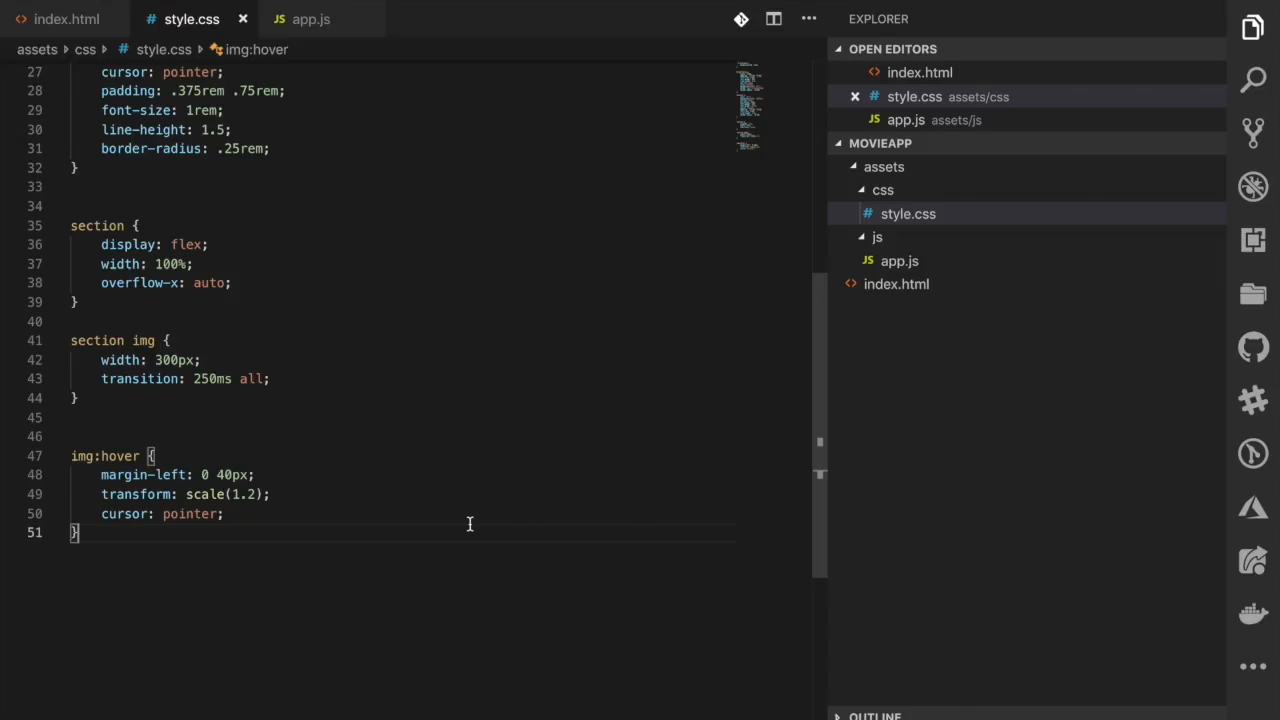 index.html
style.css
app.js
assets css style.css img:hover
27 cursor: pointer;
28 padding: .375rem .75rem;
29 font-size: 1rem;
30 line-height: 1.5;
31 border-radius: .25rem;
32 }
33
34
35 section {
36 display: flex;
37 width: 100%;
38 overflow-x: auto;
39 }
40
41 section img {
42 width: 300px;
43 transition: 250ms all;
44 }
45
46
47 img:hover {
48 margin-left: 0 40px;
49 transform: scale(1.2);
50 cursor: pointer;
51 }
EXPLORER
OPEN EDITORS
index.html
style.css assets/css
JS app.js assets/js
MOVIEAPP
assets
css
style.css
js
JS app.js
index.html
OUTLINE